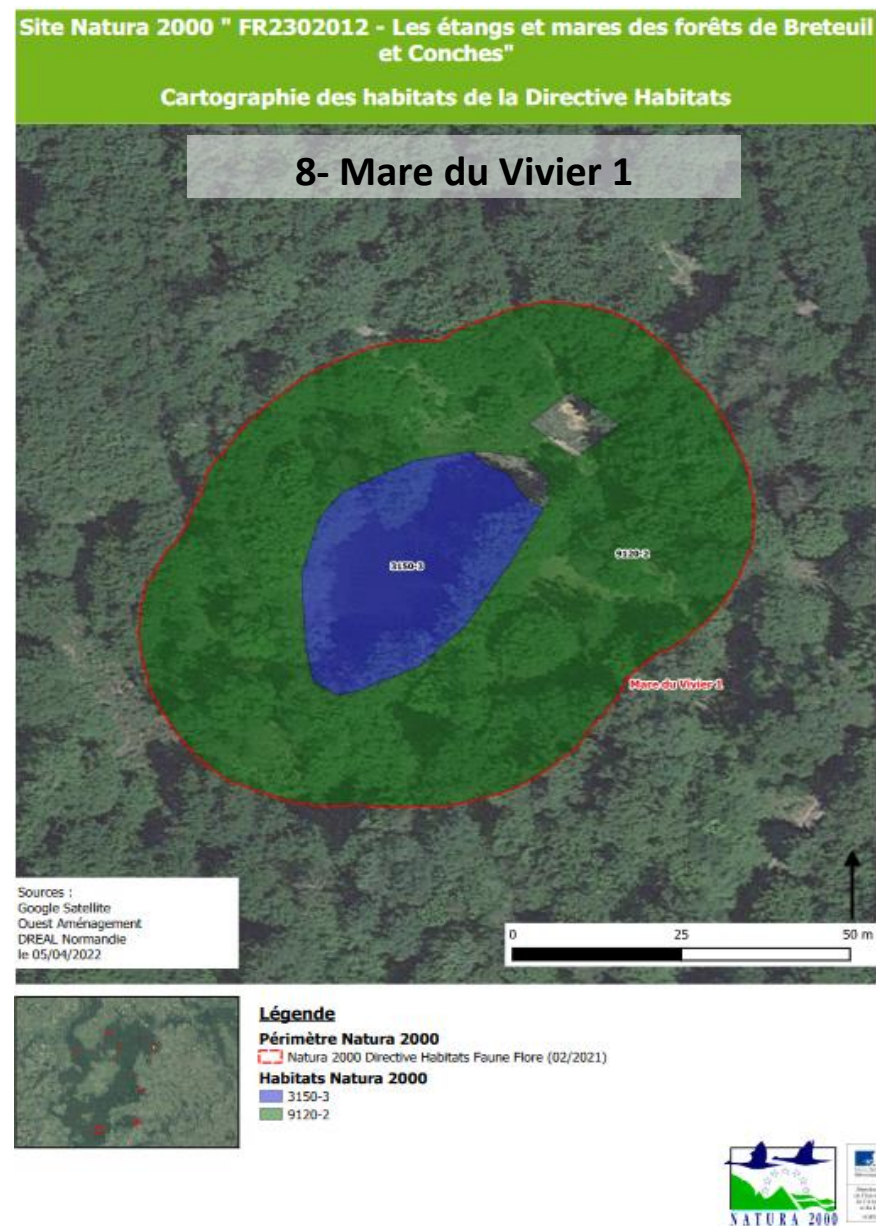 Site Natura 2000 " FR2302012 - Les étangs et mares des forêts de Breteuil
et Conches"
Cartographie des habitats de la Directive Habitats
8- Mare du Vivier 1
3150-3
9120-2
Mare du Vivier 1
Sources :
Google Satellite
Ouest Aménagement
DREAL Normandie
le 05/04/2022
0 25 50 m
Légende
Périmètre Natura 2000
Natura 2000 Directive Habitats Faune Flore (02/2021)
Habitats Natura 2000
3150-3
9120-2
NATURA 2000